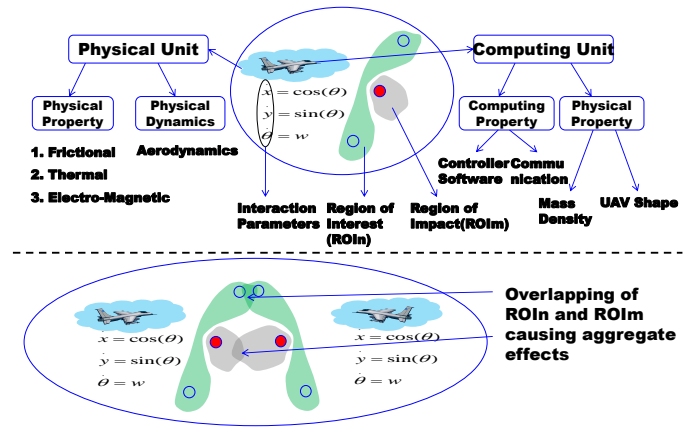 Physical Unit
Computing Unit
Physical
Property
Physical
Dynamics
ẋ = cos(θ)
ẏ = sin(θ)
θ̇ = w
Computing
Property
Physical
Property
1. Frictional
2. Thermal
3. Electro-Magnetic
Aerodynamics
Controller
Software
Commu
nication
Mass
Density
UAV Shape
Interaction
Parameters
Region of
Interest
(ROIn)
Region of
Impact(ROIm)
ẋ = cos(θ)
ẏ = sin(θ)
θ̇ = w
ẋ = cos(θ)
ẏ = sin(θ)
θ̇ = w
Overlapping of
ROIn and ROIm
causing aggregate
effects